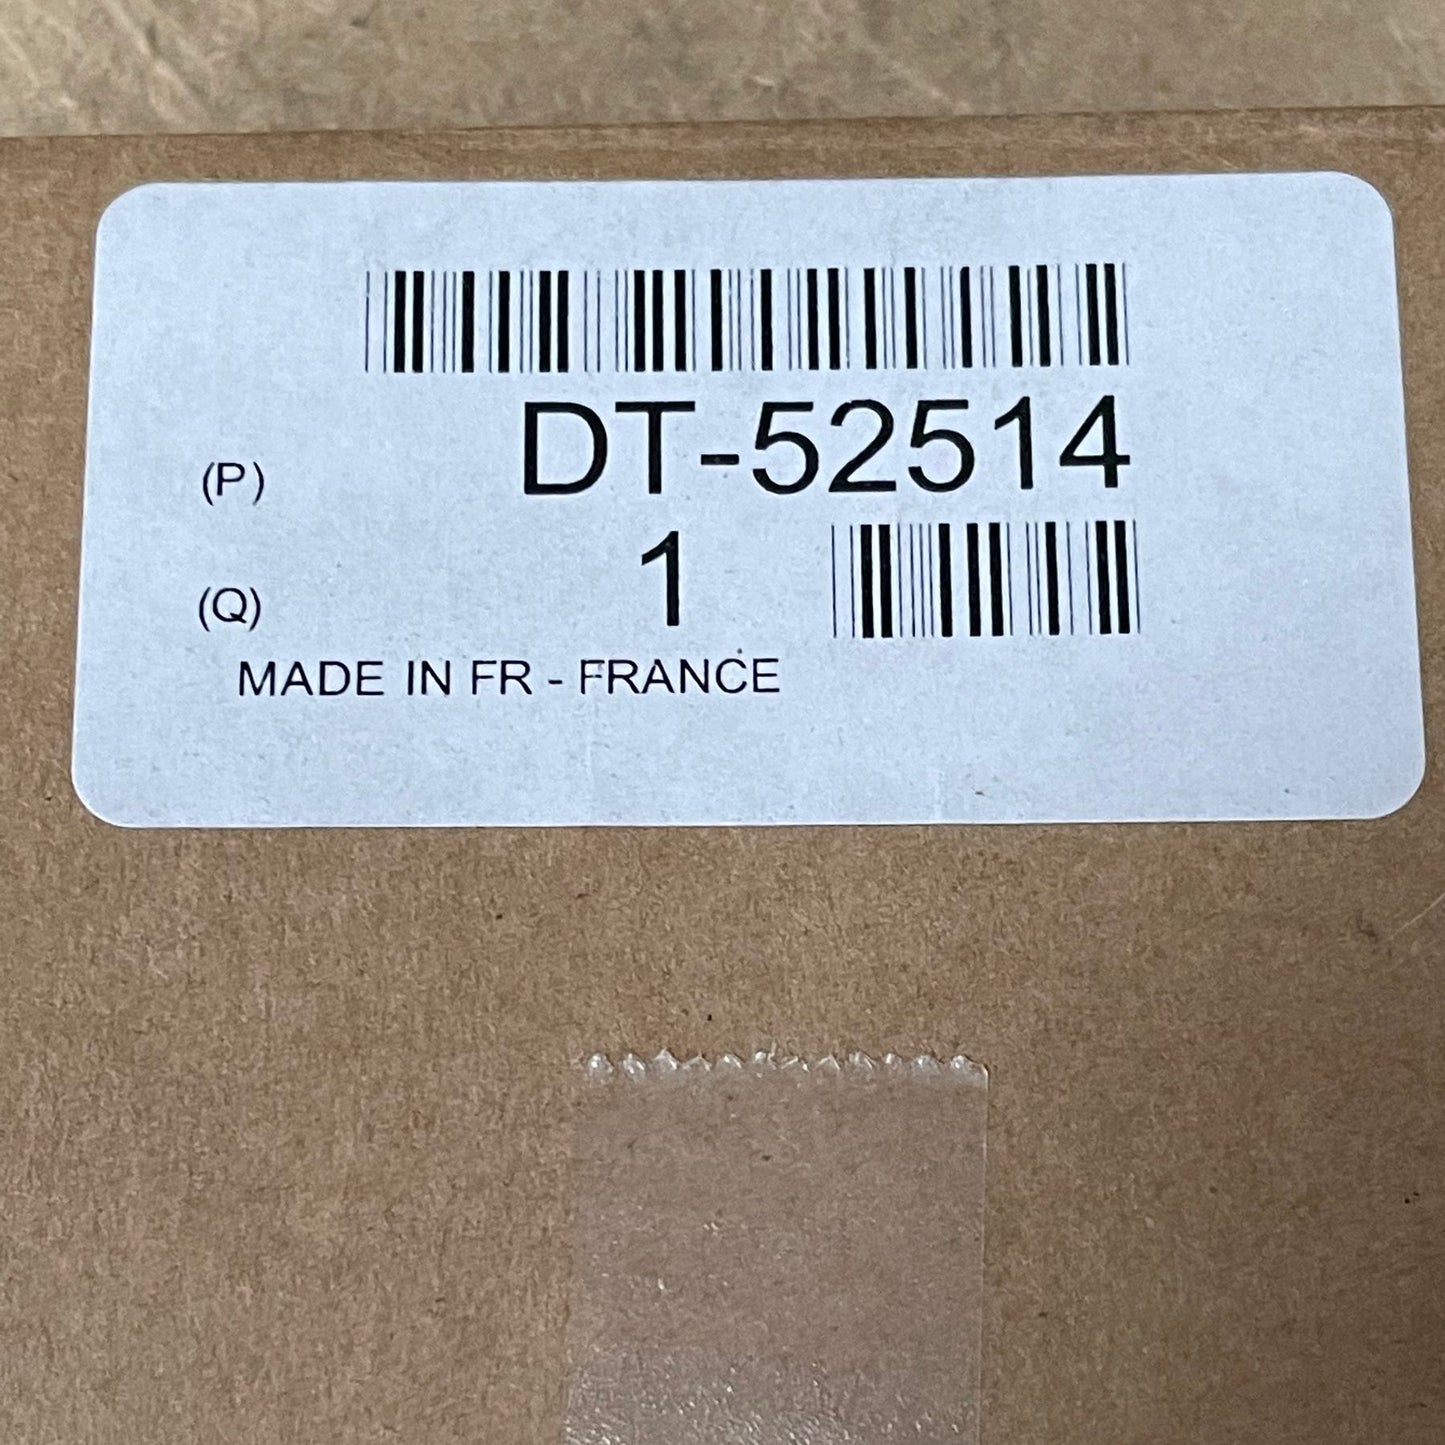 (P) DT-52514
(Q) 1
MADE IN FR - FRANCE